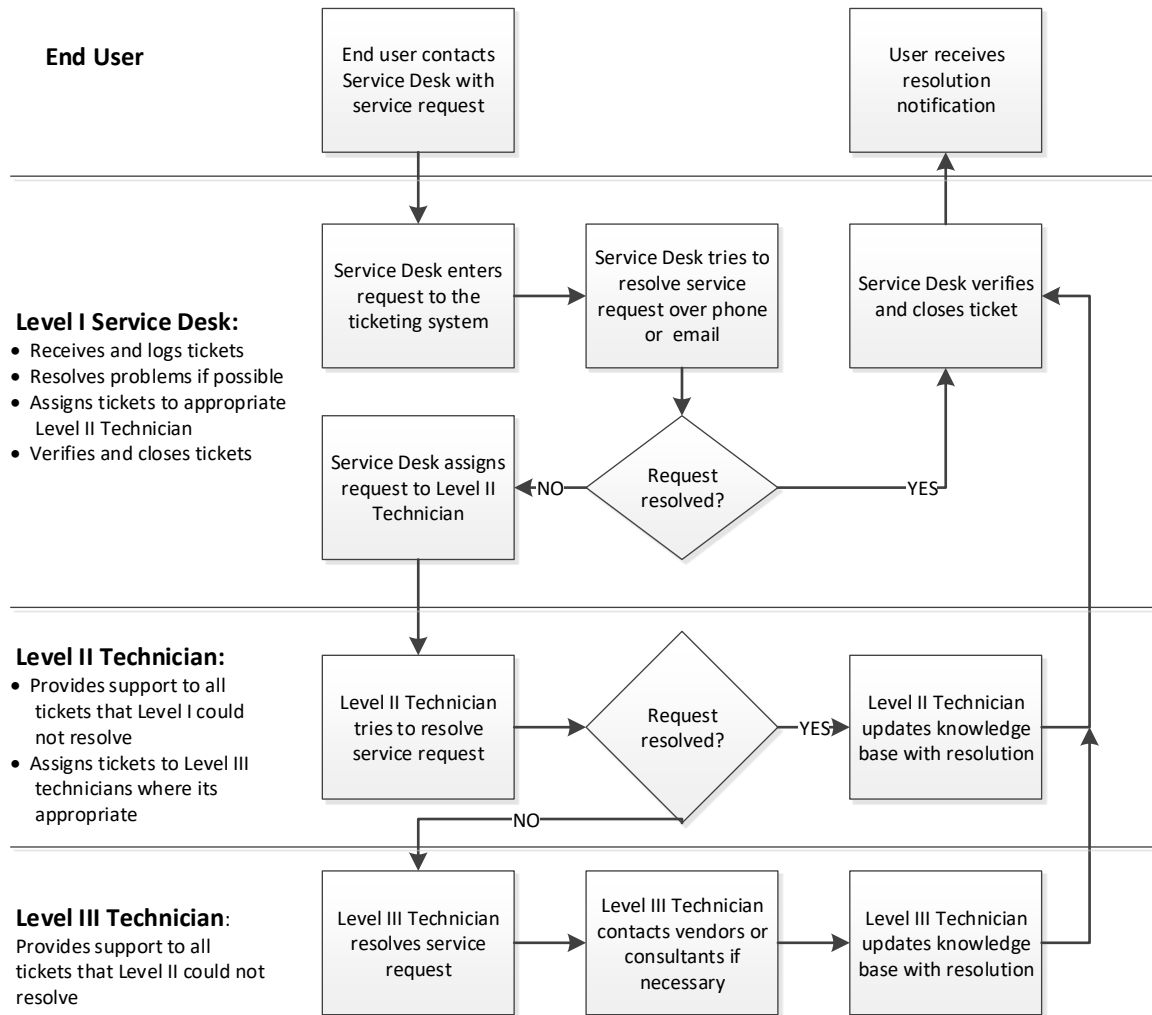 End User
End user contacts
Service Desk with
service request
User receives
resolution
notification
Level I Service Desk:
• Receives and logs tickets
• Resolves problems if possible
• Assigns tickets to appropriate
Level II Technician
• Verifies and closes tickets
Service Desk enters
request to the
ticketing system
Service Desk tries to
resolve service
request over phone
or email
Service Desk verifies
and closes ticket
Service Desk assigns
request to Level II
Technician
NO
Request
resolved?
YES
Level II Technician:
• Provides support to all
tickets that Level I could
not resolve
• Assigns tickets to Level III
technicians where its
appropriate
Level II Technician
tries to resolve
service request
Request
resolved?
YES
Level II Technician
updates knowledge
base with resolution
NO
Level III Technician:
Provides support to all
tickets that Level II could not
resolve
Level III Technician
resolves service
request
Level III Technician
contacts vendors or
consultants if
necessary
Level III Technician
updates knowledge
base with resolution